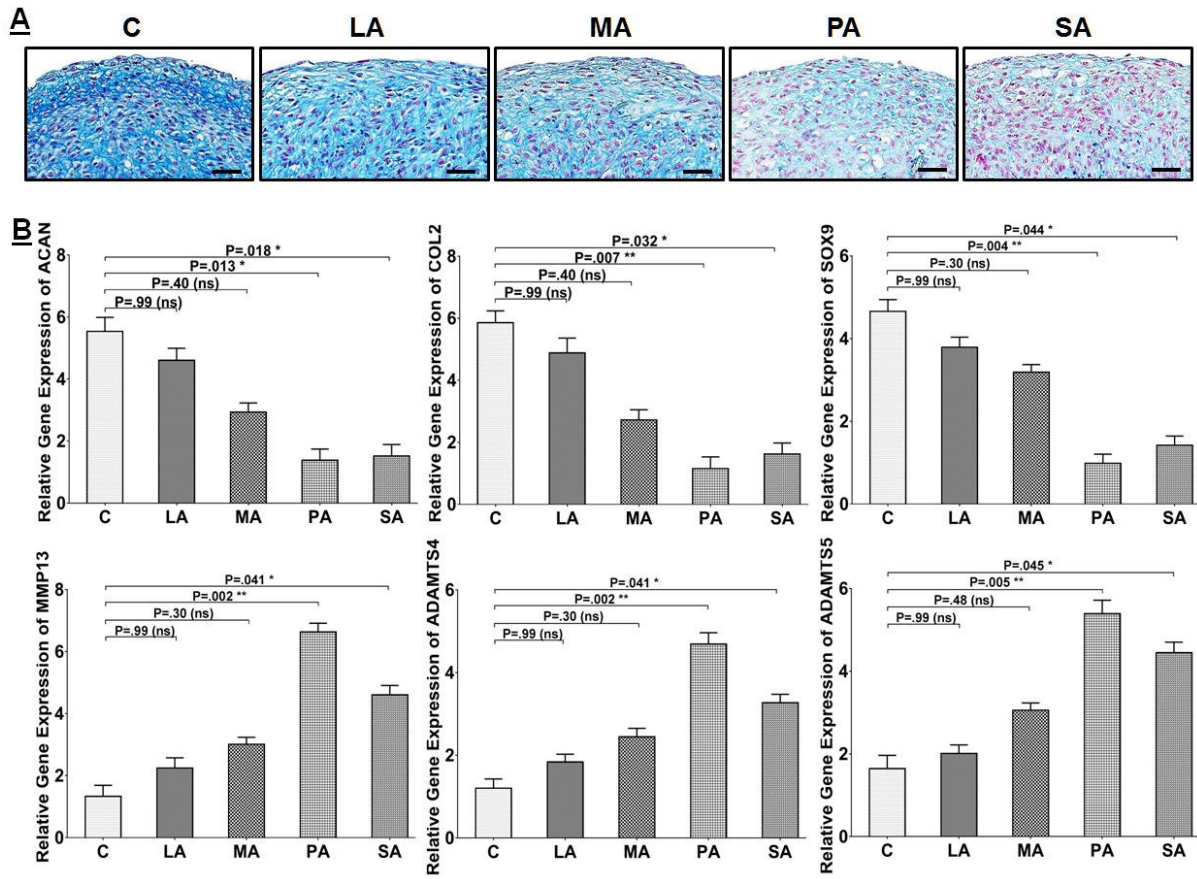 A
C LA MA PA SA
B
Relative Gene Expression of ACAN
8
6
4
2
0
P=.018 *
P=.013 *
P=.40 (ns)
P=.99 (ns)
C LA MA PA SA
Relative Gene Expression of COL2
8
6
4
2
0
P=.032 *
P=.007 **
P=.40 (ns)
P=.99 (ns)
C LA MA PA SA
Relative Gene Expression of SOX9
6
4
2
0
P=.044 *
P=.004 **
P=.30 (ns)
P=.99 (ns)
C LA MA PA SA
Relative Gene Expression of MMP13
8
6
4
2
0
P=.041 *
P=.002 **
P=.30 (ns)
P=.99 (ns)
C LA MA PA SA
Relative Gene Expression of ADAMTS4
6
4
2
0
P=.041 *
P=.002 **
P=.30 (ns)
P=.99 (ns)
C LA MA PA SA
Relative Gene Expression of ADAMTS5
6
4
2
0
P=.045 *
P=.005 **
P=.48 (ns)
P=.99 (ns)
C LA MA PA SA